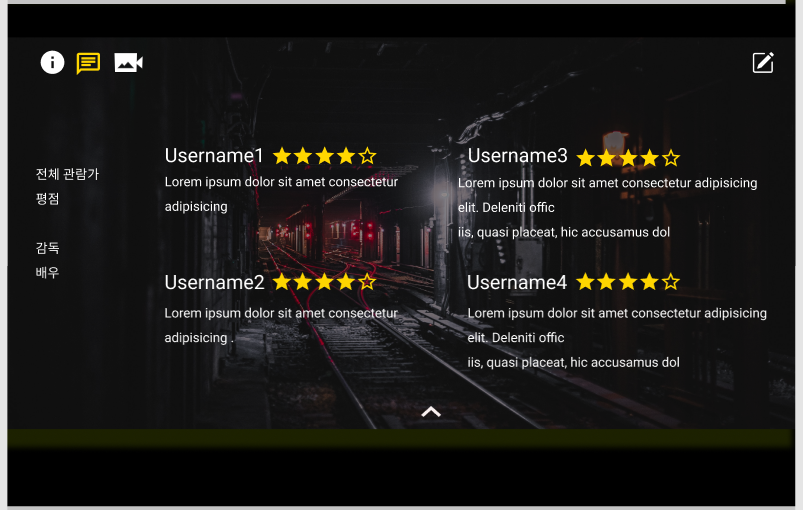 전체 관람가
평점
감독
배우
Username1
Lorem ipsum dolor sit amet consectetur
adipisicing
Username2
Lorem ipsum dolor sit amet consectetur
adipisicing .
Username3
Lorem ipsum dolor sit amet consectetur adipisicing
elit. Deleniti offic
iis, quasi placeat, hic accusamus dol
Username4
Lorem ipsum dolor sit amet consectetur adipisicing
elit. Deleniti offic
iis, quasi placeat, hic accusamus dol